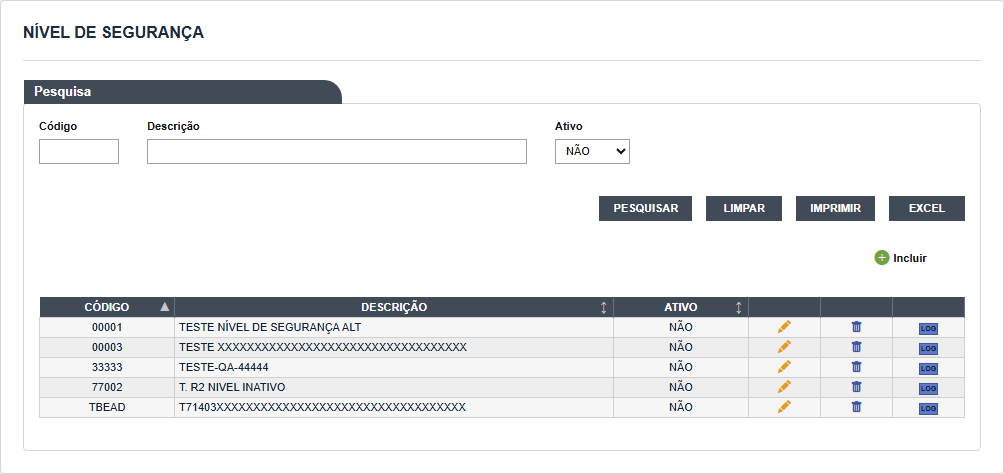 NÍVEL DE SEGURANÇA
Pesquisa
Código Descrição Ativo
NÃO
PESQUISAR LIMPAR IMPRIMIR EXCEL
Incluir
CÓDIGO DESCRIÇÃO ATIVO
00001 TESTE NÍVEL DE SEGURANÇA ALT NÃO LOG
00003 TESTE XXXXXXXXXXXXXXXXXXXXXXXXXXXXXXXXXX NÃO LOG
33333 TESTE-QA-44444 NÃO LOG
77002 T. R2 NIVEL INATIVO NÃO LOG
TBEAD T71403XXXXXXXXXXXXXXXXXXXXXXXXXXXXXXXXXX NÃO LOG